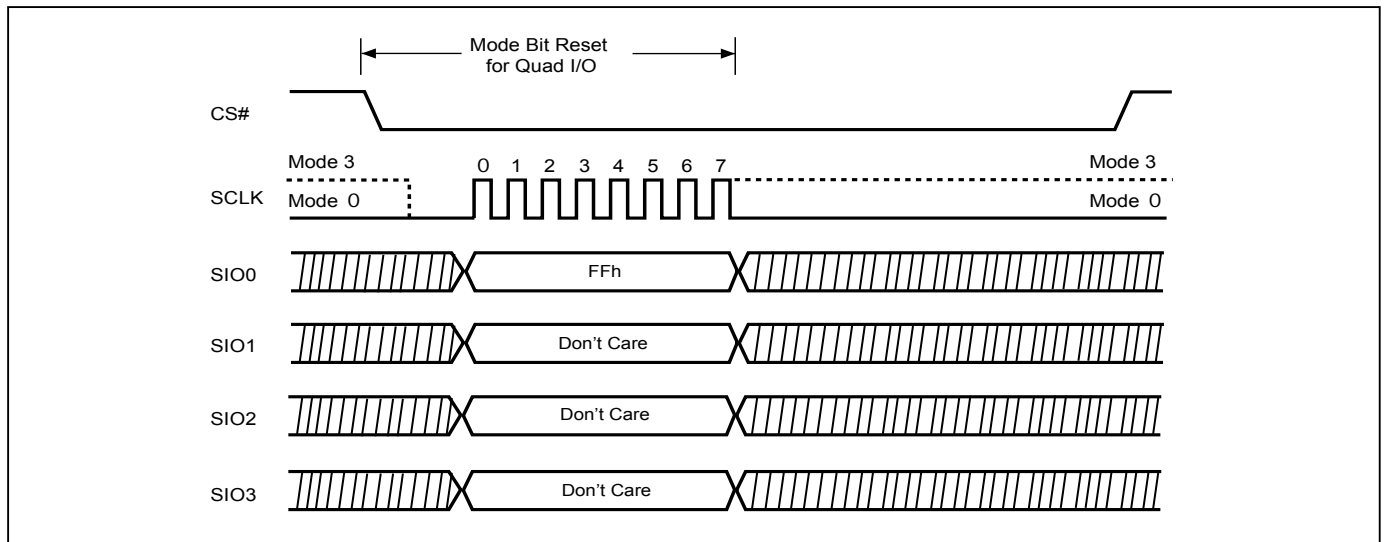 Mode Bit Reset
for Quad I/O
CS#
Mode 3
0 1 2 3 4 5 6 7
Mode 3
SCLK
Mode 0
Mode 0
SIO0
FFh
SIO1
Don't Care
SIO2
Don't Care
SIO3
Don't Care